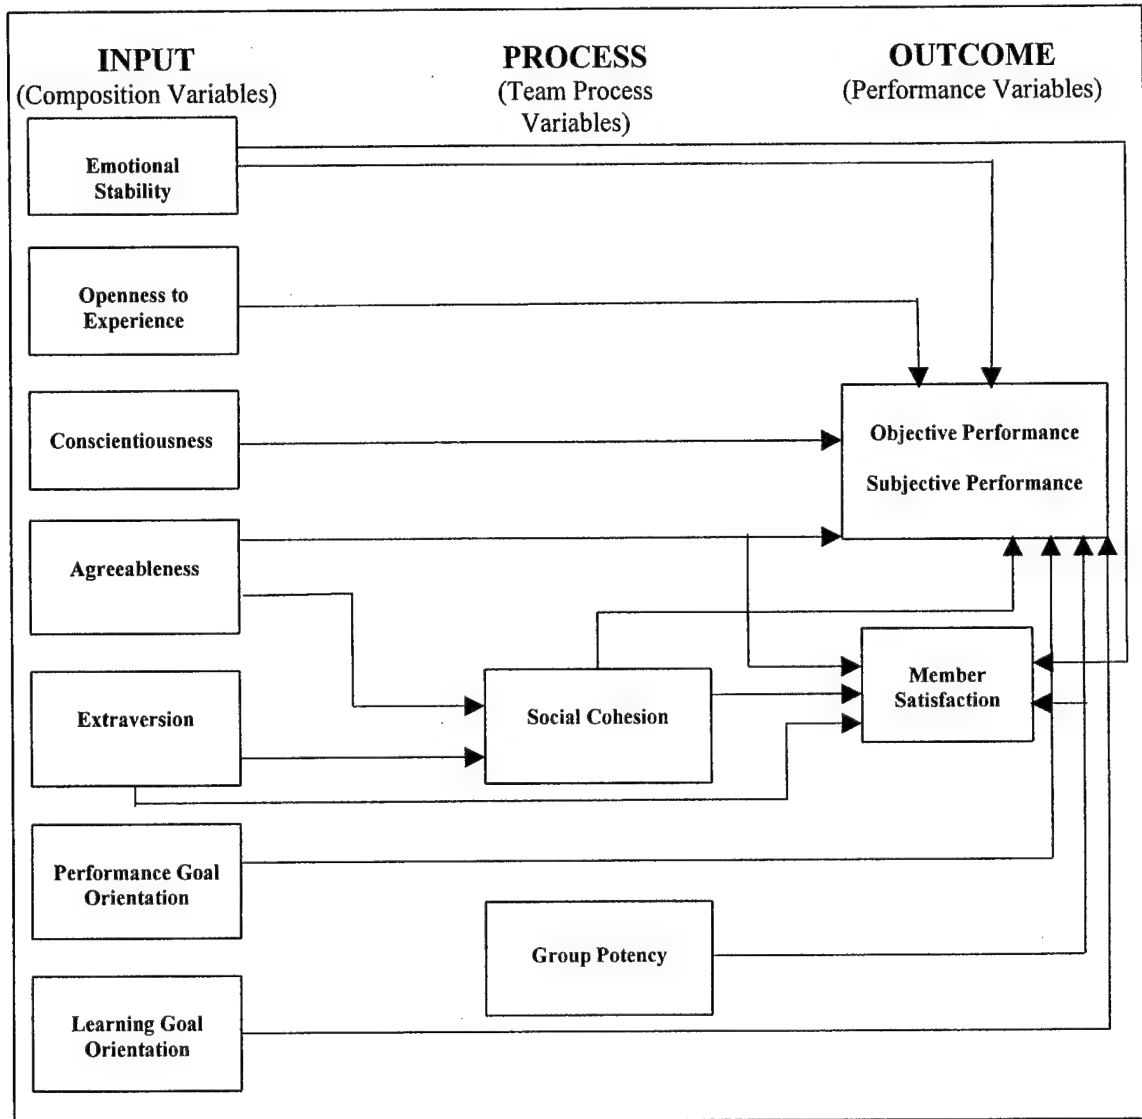 INPUT
(Composition Variables)
PROCESS
(Team Process
Variables)
OUTCOME
(Performance Variables)
Emotional
Stability
Openness to
Experience
Conscientiousness
Objective Performance
Subjective Performance
Agreeableness
Extraversion
Social Cohesion
Member
Satisfaction
Performance Goal
Orientation
Group Potency
Learning Goal
Orientation